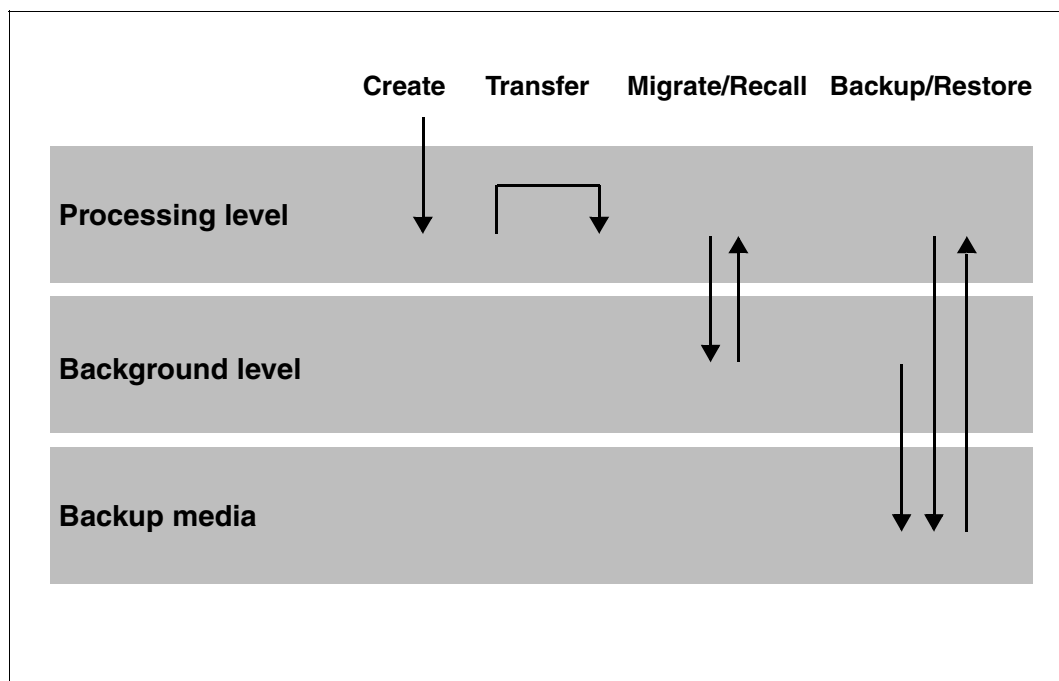 Create Transfer Migrate/Recall Backup/Restore
Processing level
Background level
Backup media